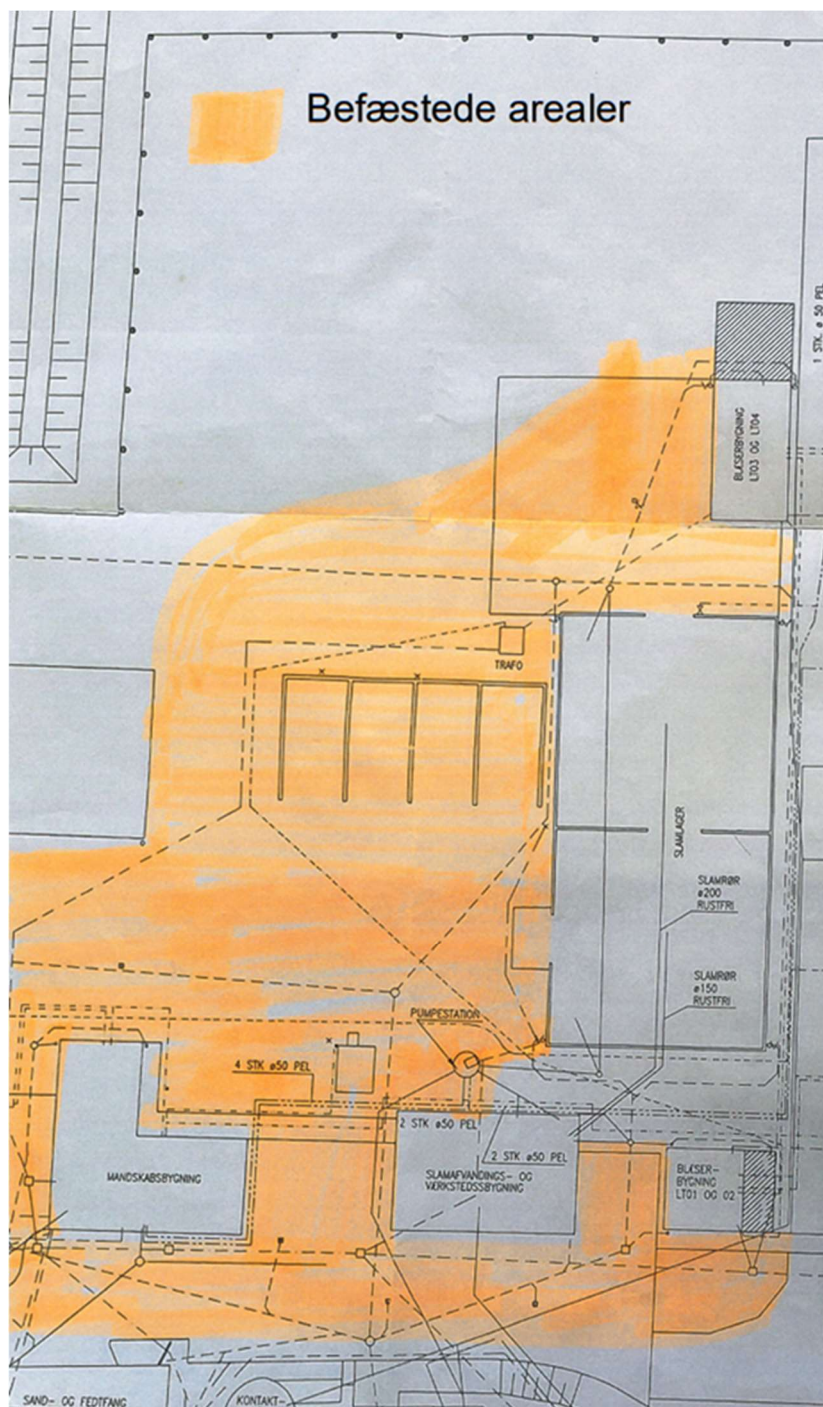 Befæstede arealer
1 STK. ø 50 PEL
BLÆSERBYGNING
LT03 OG LT04
TRAFO
SLAMLAGER
SLAMRØR
ø200
RUSTFRI
SLAMRØR
ø150
RUSTFRI
PUMPESTATION
4 STK ø50 PEL
2 STK ø50 PEL
2 STK ø50 PEL
MANDSKABSBYGNING
SLAMAFVANDINGS- OG
VÆRKSTEDSSBYGNING
BLÆSER-
BYGNING
LT01 OG 02
SAND- OG FEDTFANG
KONTAKT-